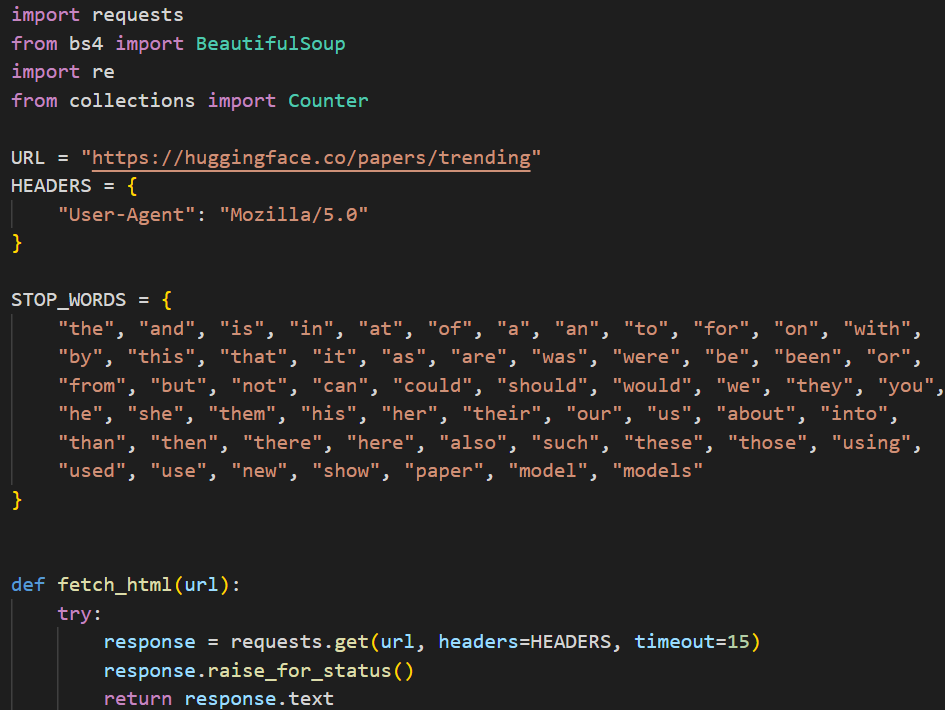 import requests
from bs4 import BeautifulSoup
import re
from collections import Counter

URL = "https://huggingface.co/papers/trending"
HEADERS = {
    "User-Agent": "Mozilla/5.0"
}

STOP_WORDS = {
    "the", "and", "is", "in", "at", "of", "a", "an", "to", "for", "on", "with",
    "by", "this", "that", "it", "as", "are", "was", "were", "be", "been", "or",
    "from", "but", "not", "can", "could", "should", "would", "we", "they", "you",
    "he", "she", "them", "his", "her", "their", "our", "us", "about", "into",
    "than", "then", "there", "here", "also", "such", "these", "those", "using",
    "used", "use", "new", "show", "paper", "model", "models"
}


def fetch_html(url):
    try:
        response = requests.get(url, headers=HEADERS, timeout=15)
        response.raise_for_status()
        return response.text